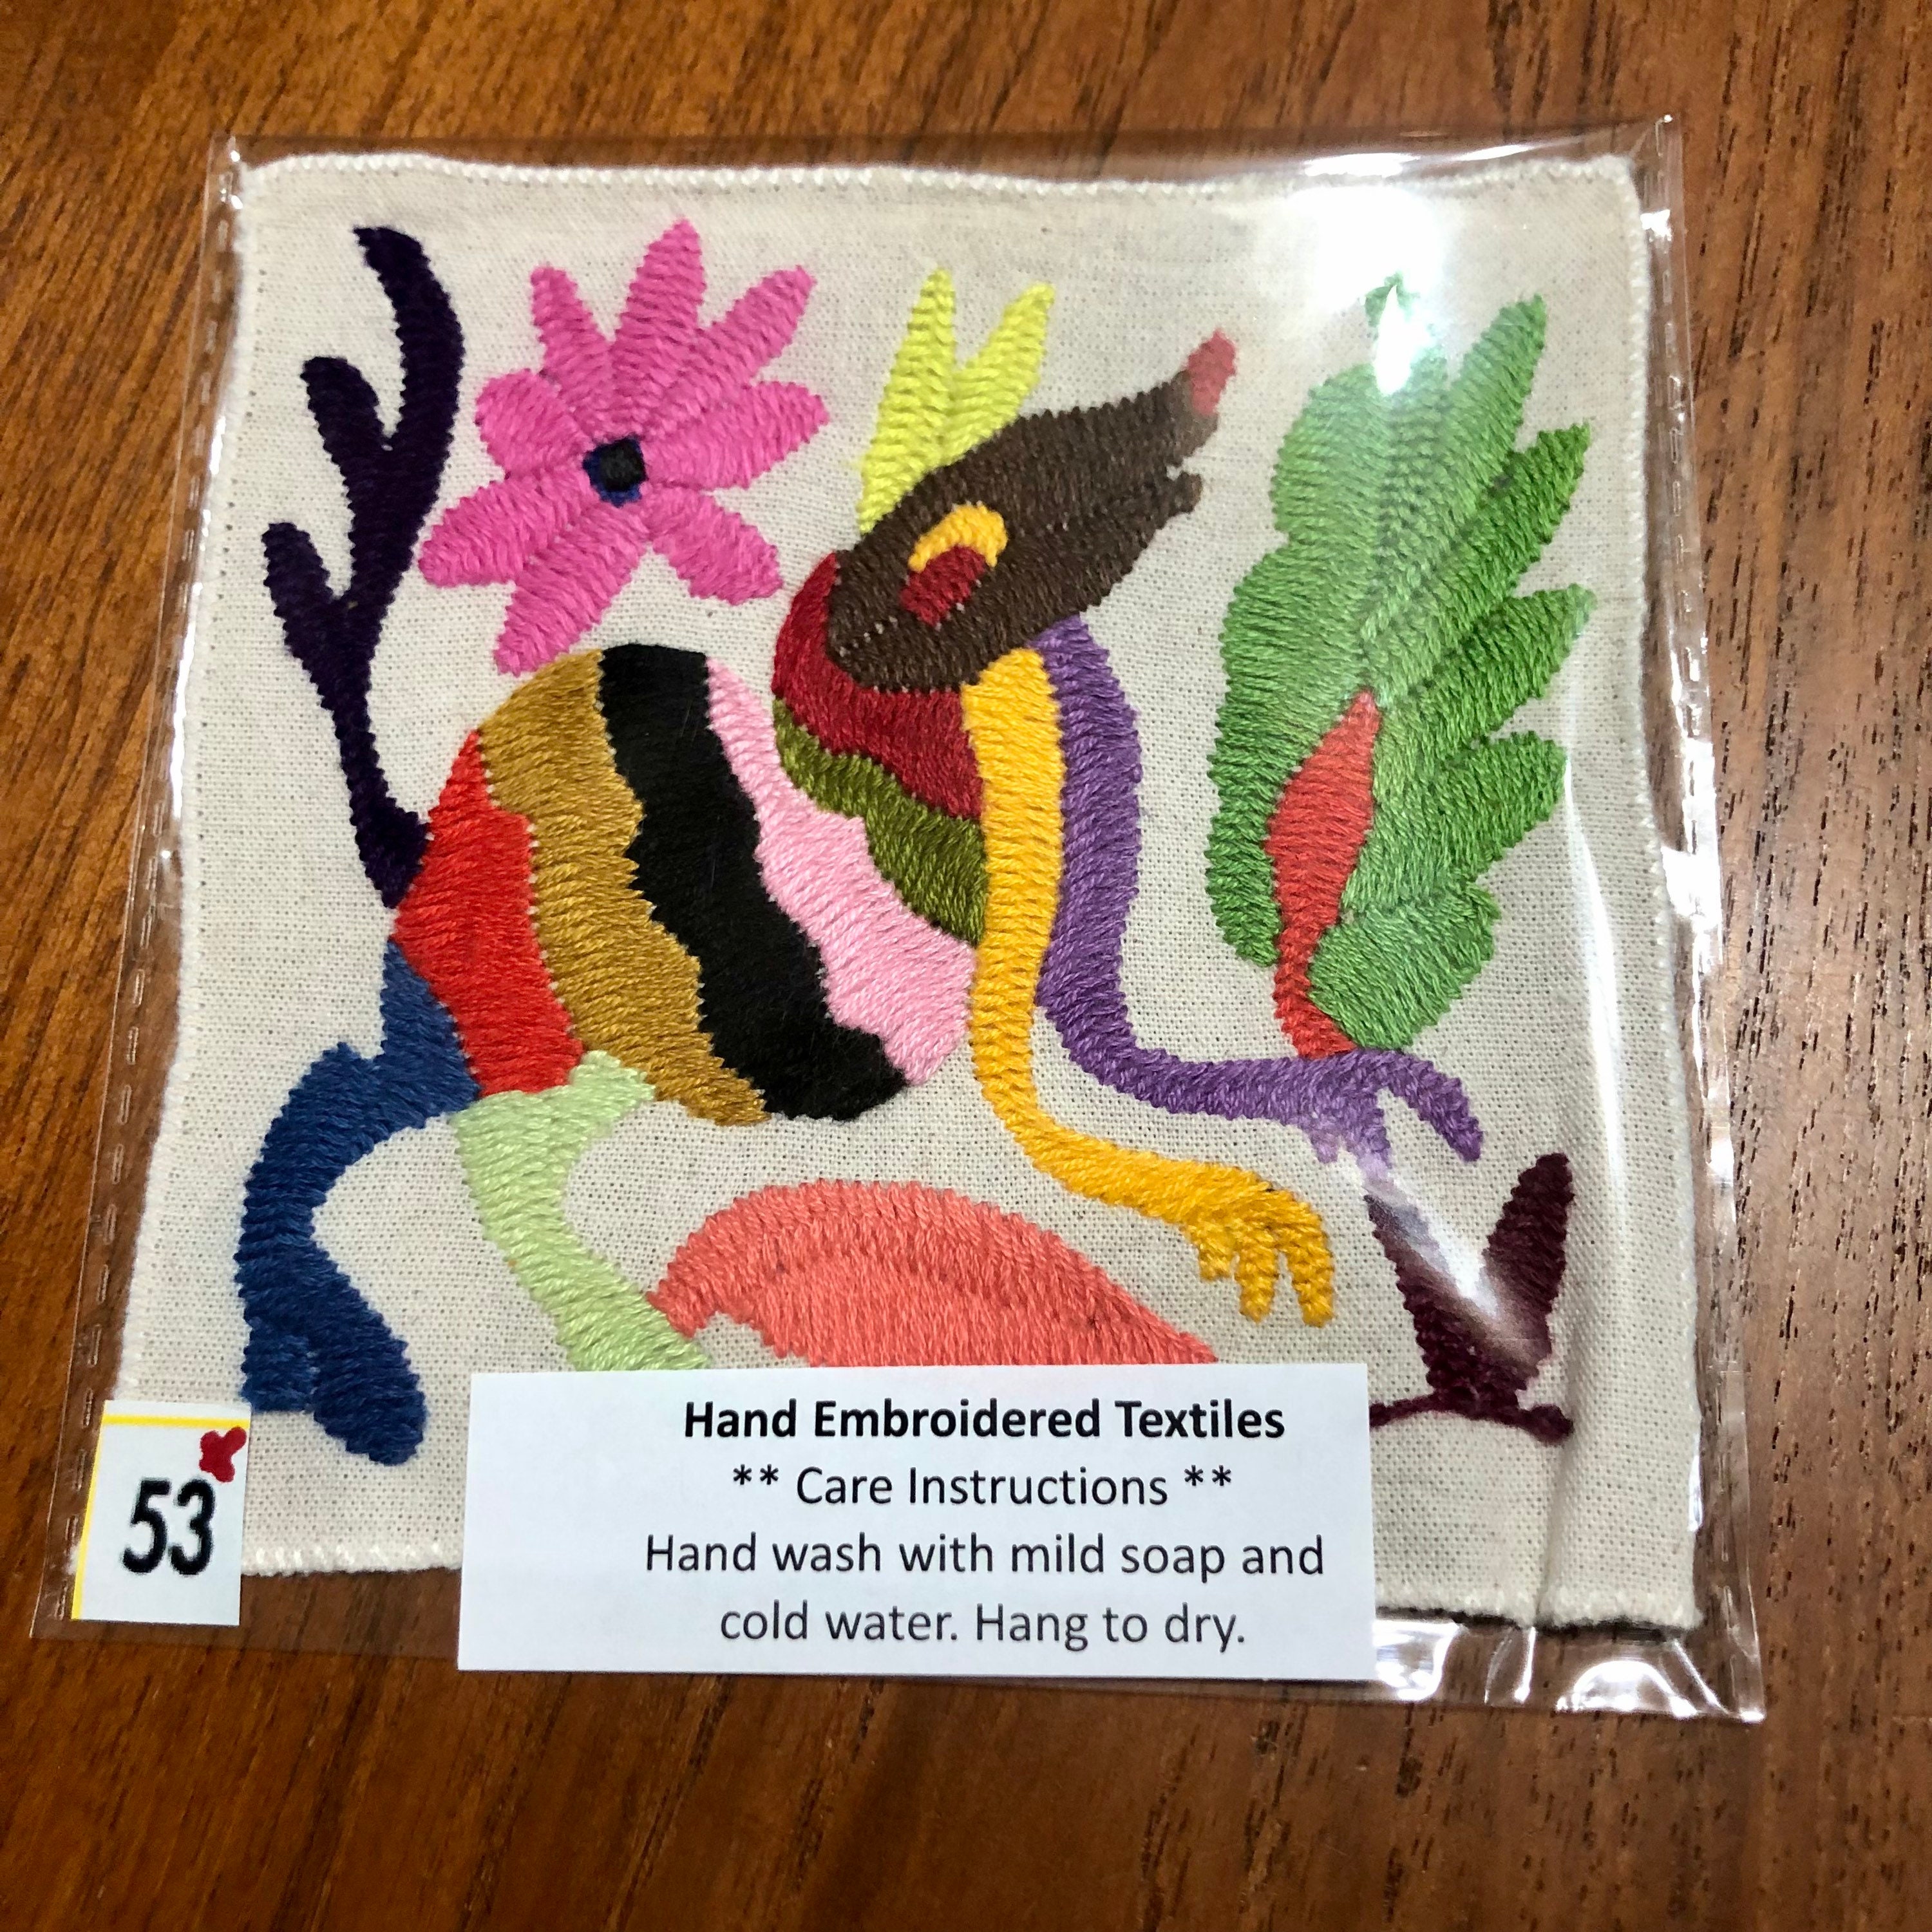 Hand Embroidered Textiles
** Care Instructions **
Hand wash with mild soap and
cold water. Hang to dry.
53